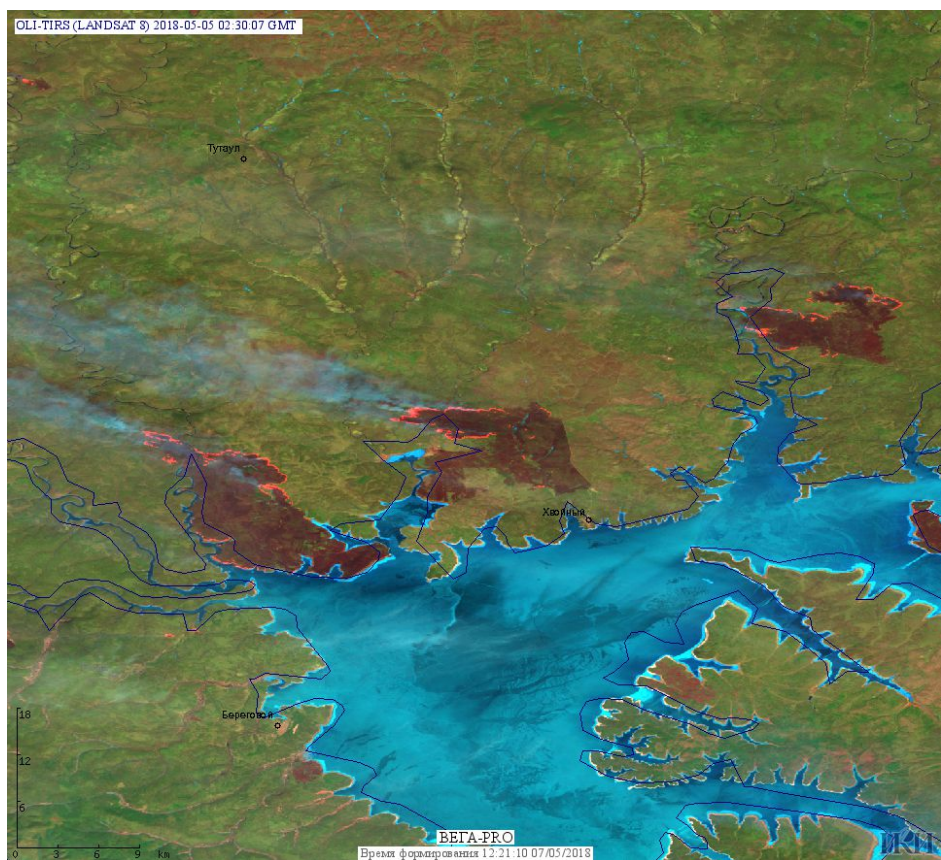 OLI-TIRS (LANDSAT 8) 2018-05-05 02:30:07 GMT
Тутаул
Хвойный
Береговой
18
12
6
0 3 6 9 km
ВЕГА-PRO
Время формирования 12:21:10 07/05/2018
ИКИ